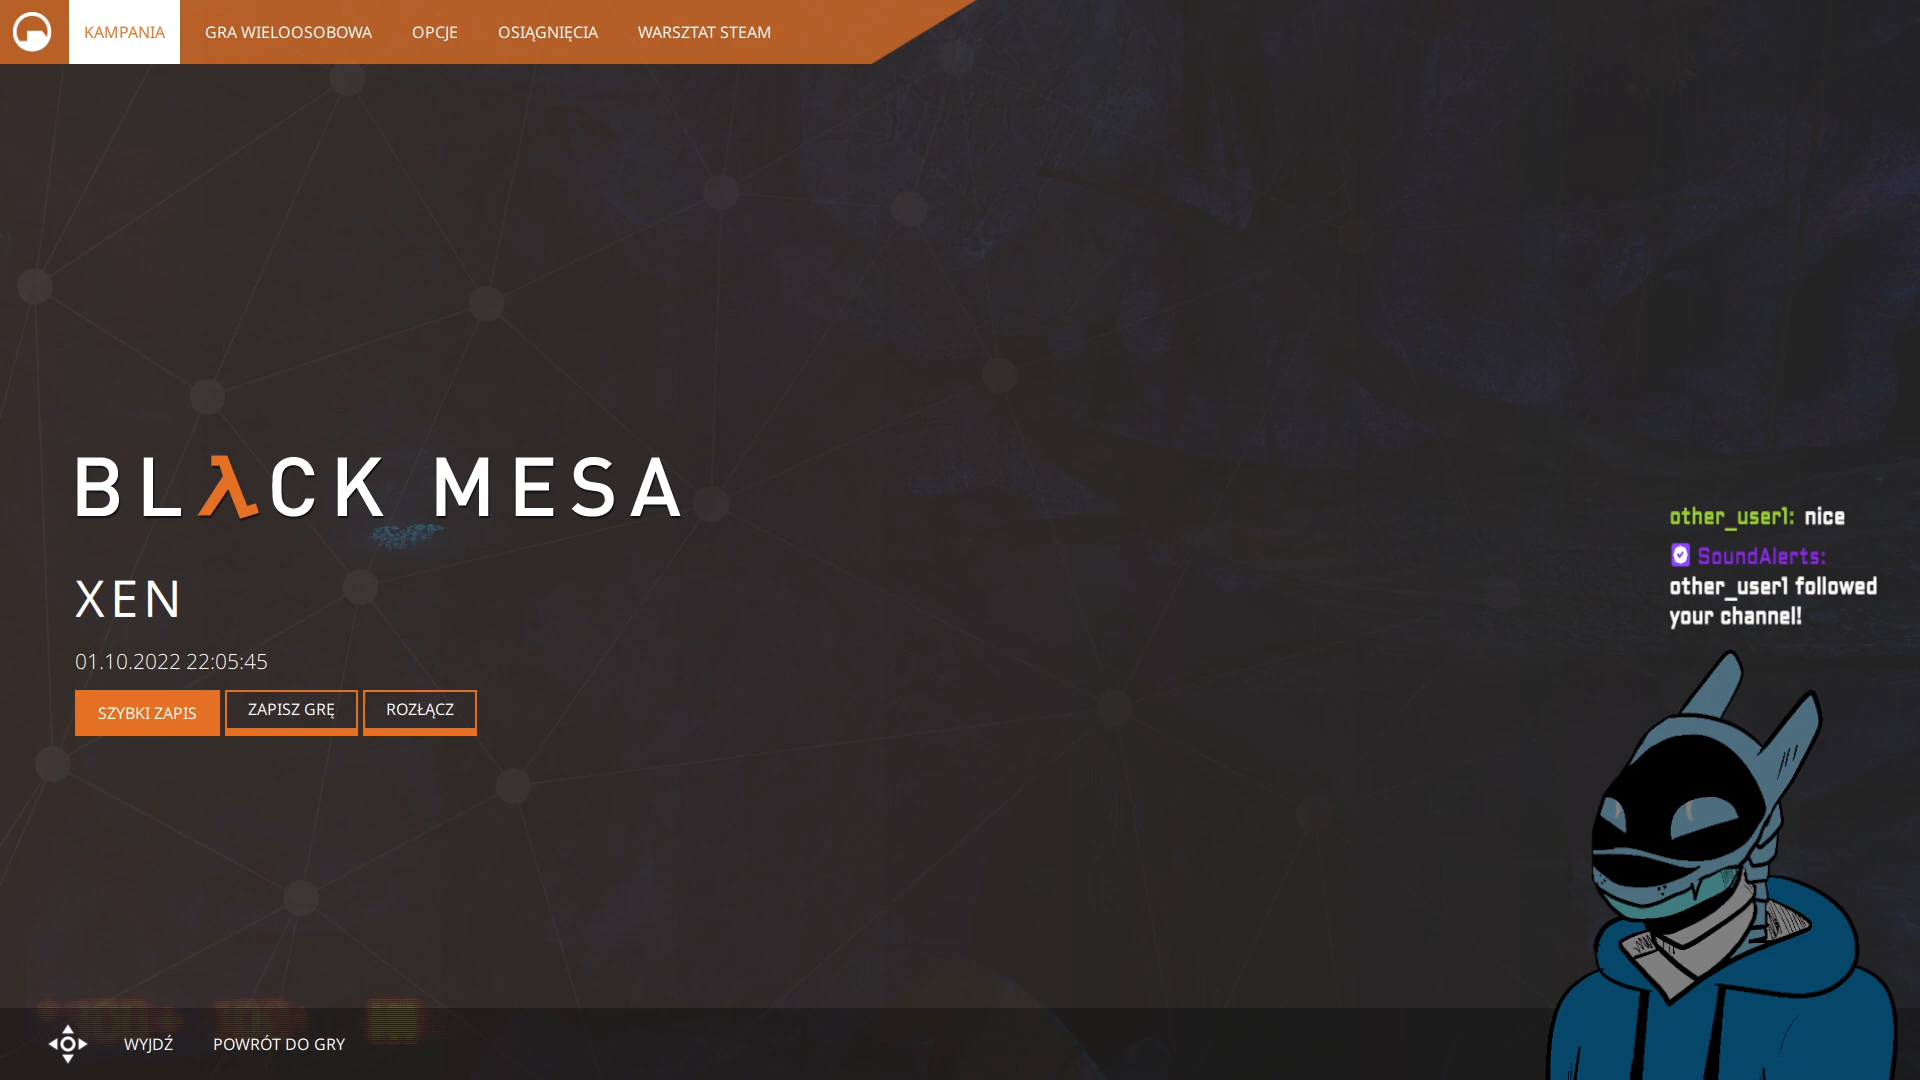 KAMPANIA
GRA WIELOOSOBOWA
OPCJE
OSIĄGNIĘCIA
WARSZTAT STEAM
BLλCK MESA
XEN
01.10.2022 22:05:45
SZYBKI ZAPIS
ZAPISZ GRĘ
ROZŁĄCZ
other_user1: nice
SoundAlerts:
other_user1 followed
your channel!
WYJDŹ
POWRÓT DO GRY